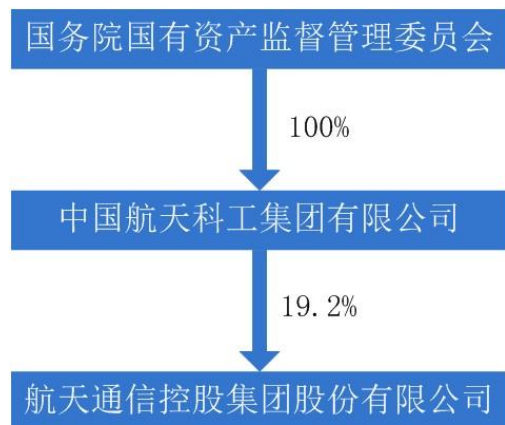 国务院国有资产监督管理委员会
100%
中国航天科工集团有限公司
19.2%
航天通信控股集团股份有限公司